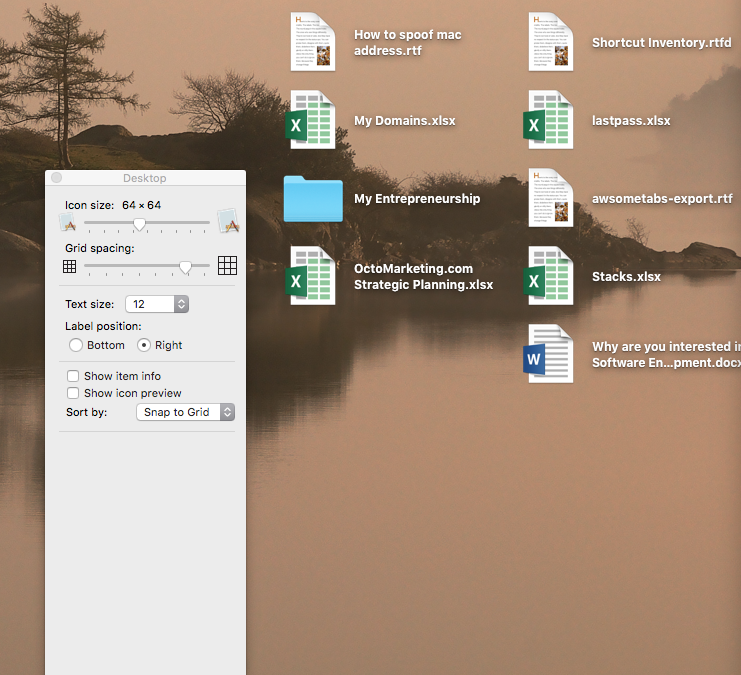 How to spoof mac
address.rtf
Shortcut Inventory.rtfd
My Domains.xlsx
lastpass.xlsx
My Entrepreneurship
awsometabs-export.rtf
OctoMarketing.com
Strategic Planning.xlsx
Stacks.xlsx
Why are you interested in
Software En...pment.docx
Desktop
Icon size: 64 × 64
Grid spacing:
Text size: 12
Label position:
Bottom Right
Show item info
Show icon preview
Sort by: Snap to Grid